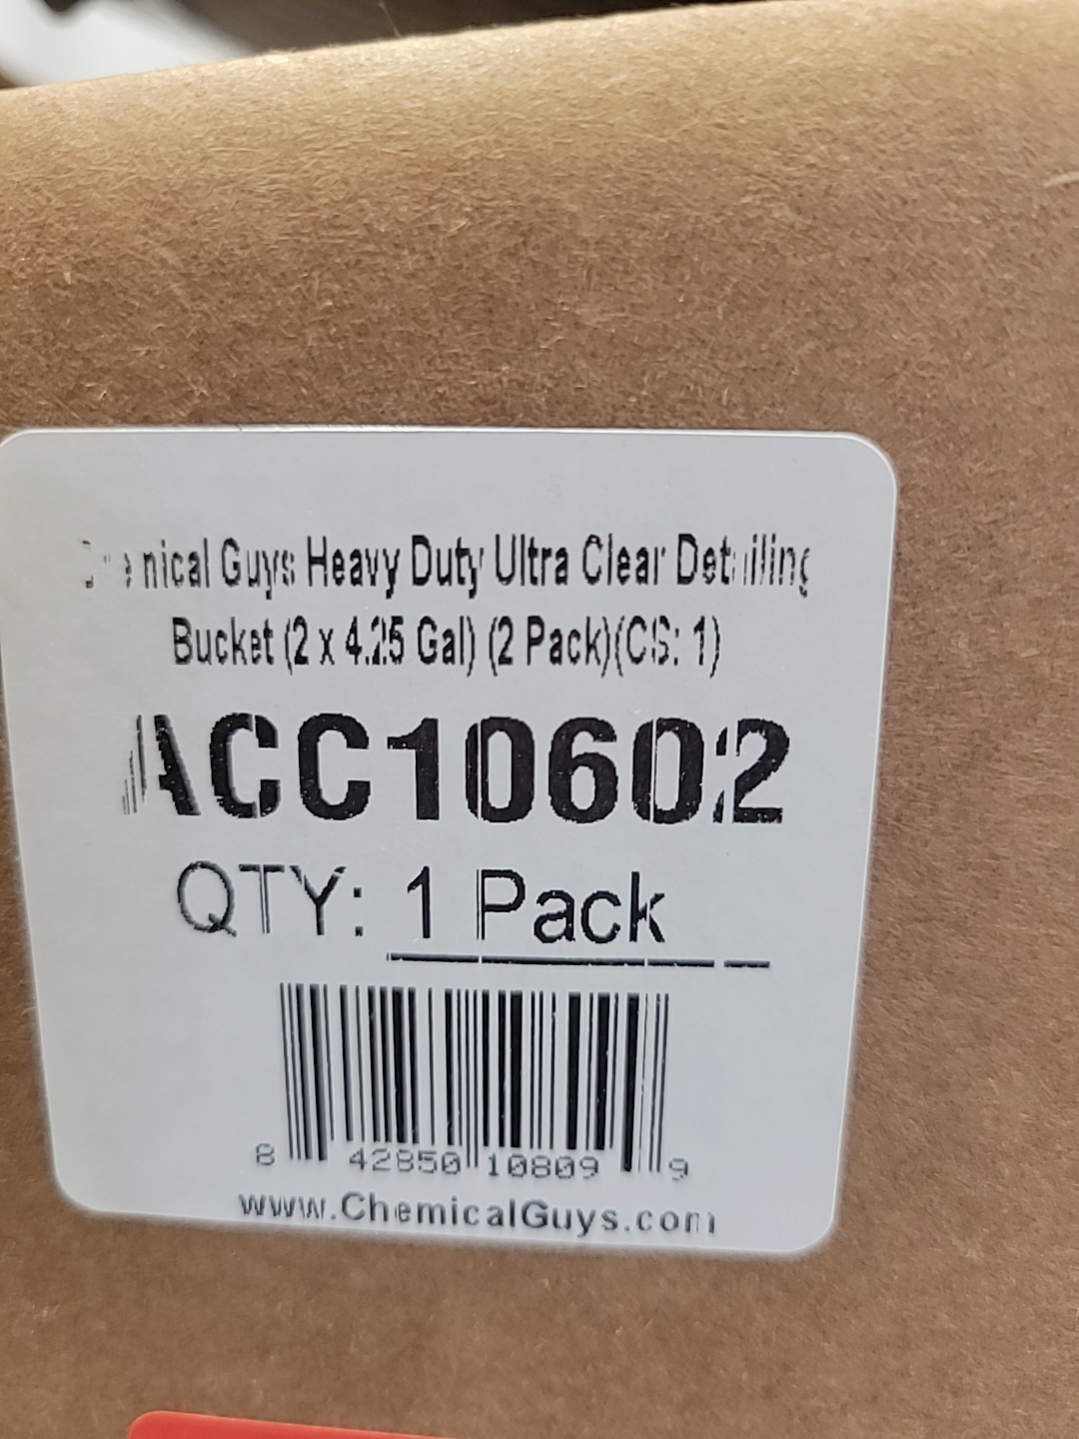 Chemical Guys Heavy Duty Ultra Clear Detailing
Bucket (2 x 4.25 Gal) (2 Pack)(CS: 1)
ACC10602
QTY: 1 Pack
8 42850 10809 9
www.ChemicalGuys.com